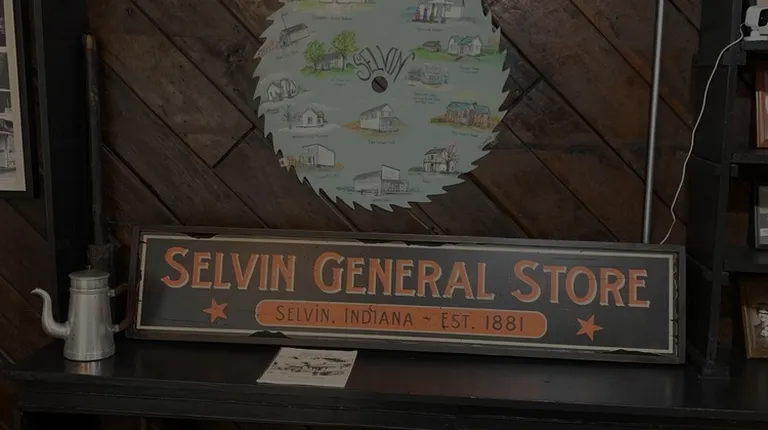 SELVIN
SELVIN GENERAL STORE
SELVIN, INDIANA ~ EST. 1881